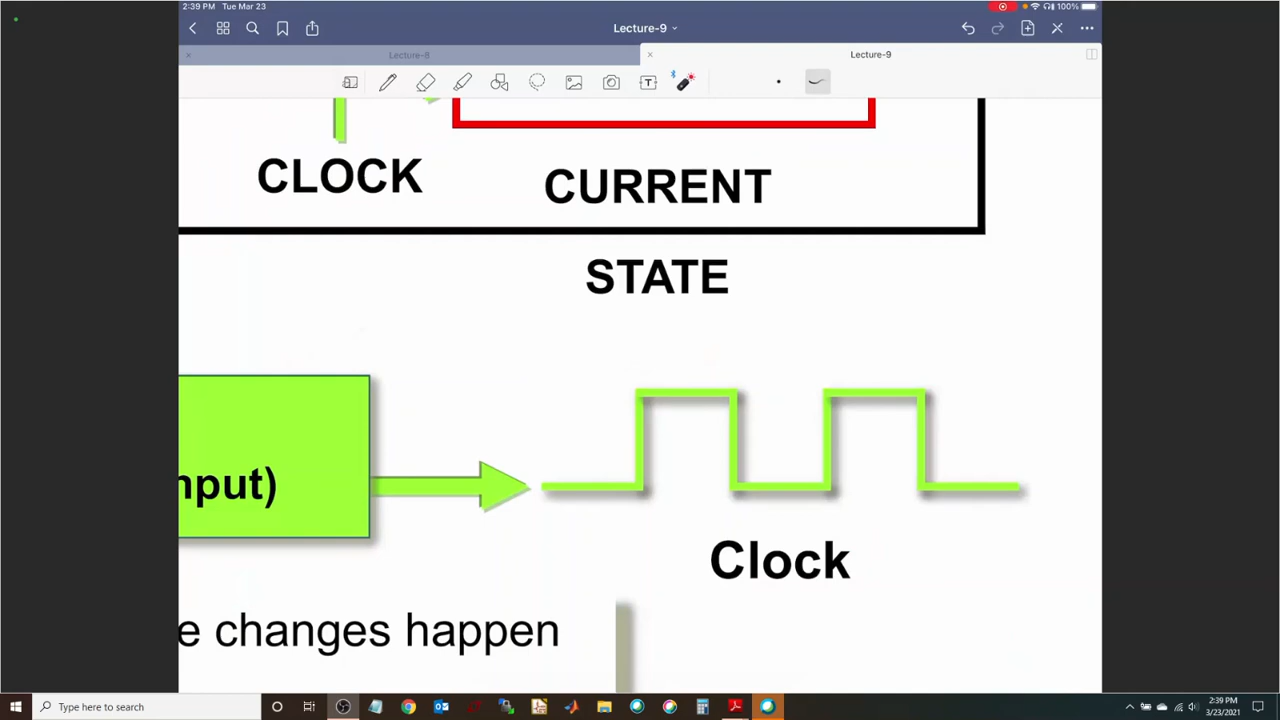 2:39 PM Tue Mar 23
100%
Lecture-9
Lecture-8
Lecture-9
T
CLOCK
CURRENT
STATE
nput)
Clock
e changes happen
Type here to search
2:39 PM
3/23/2021